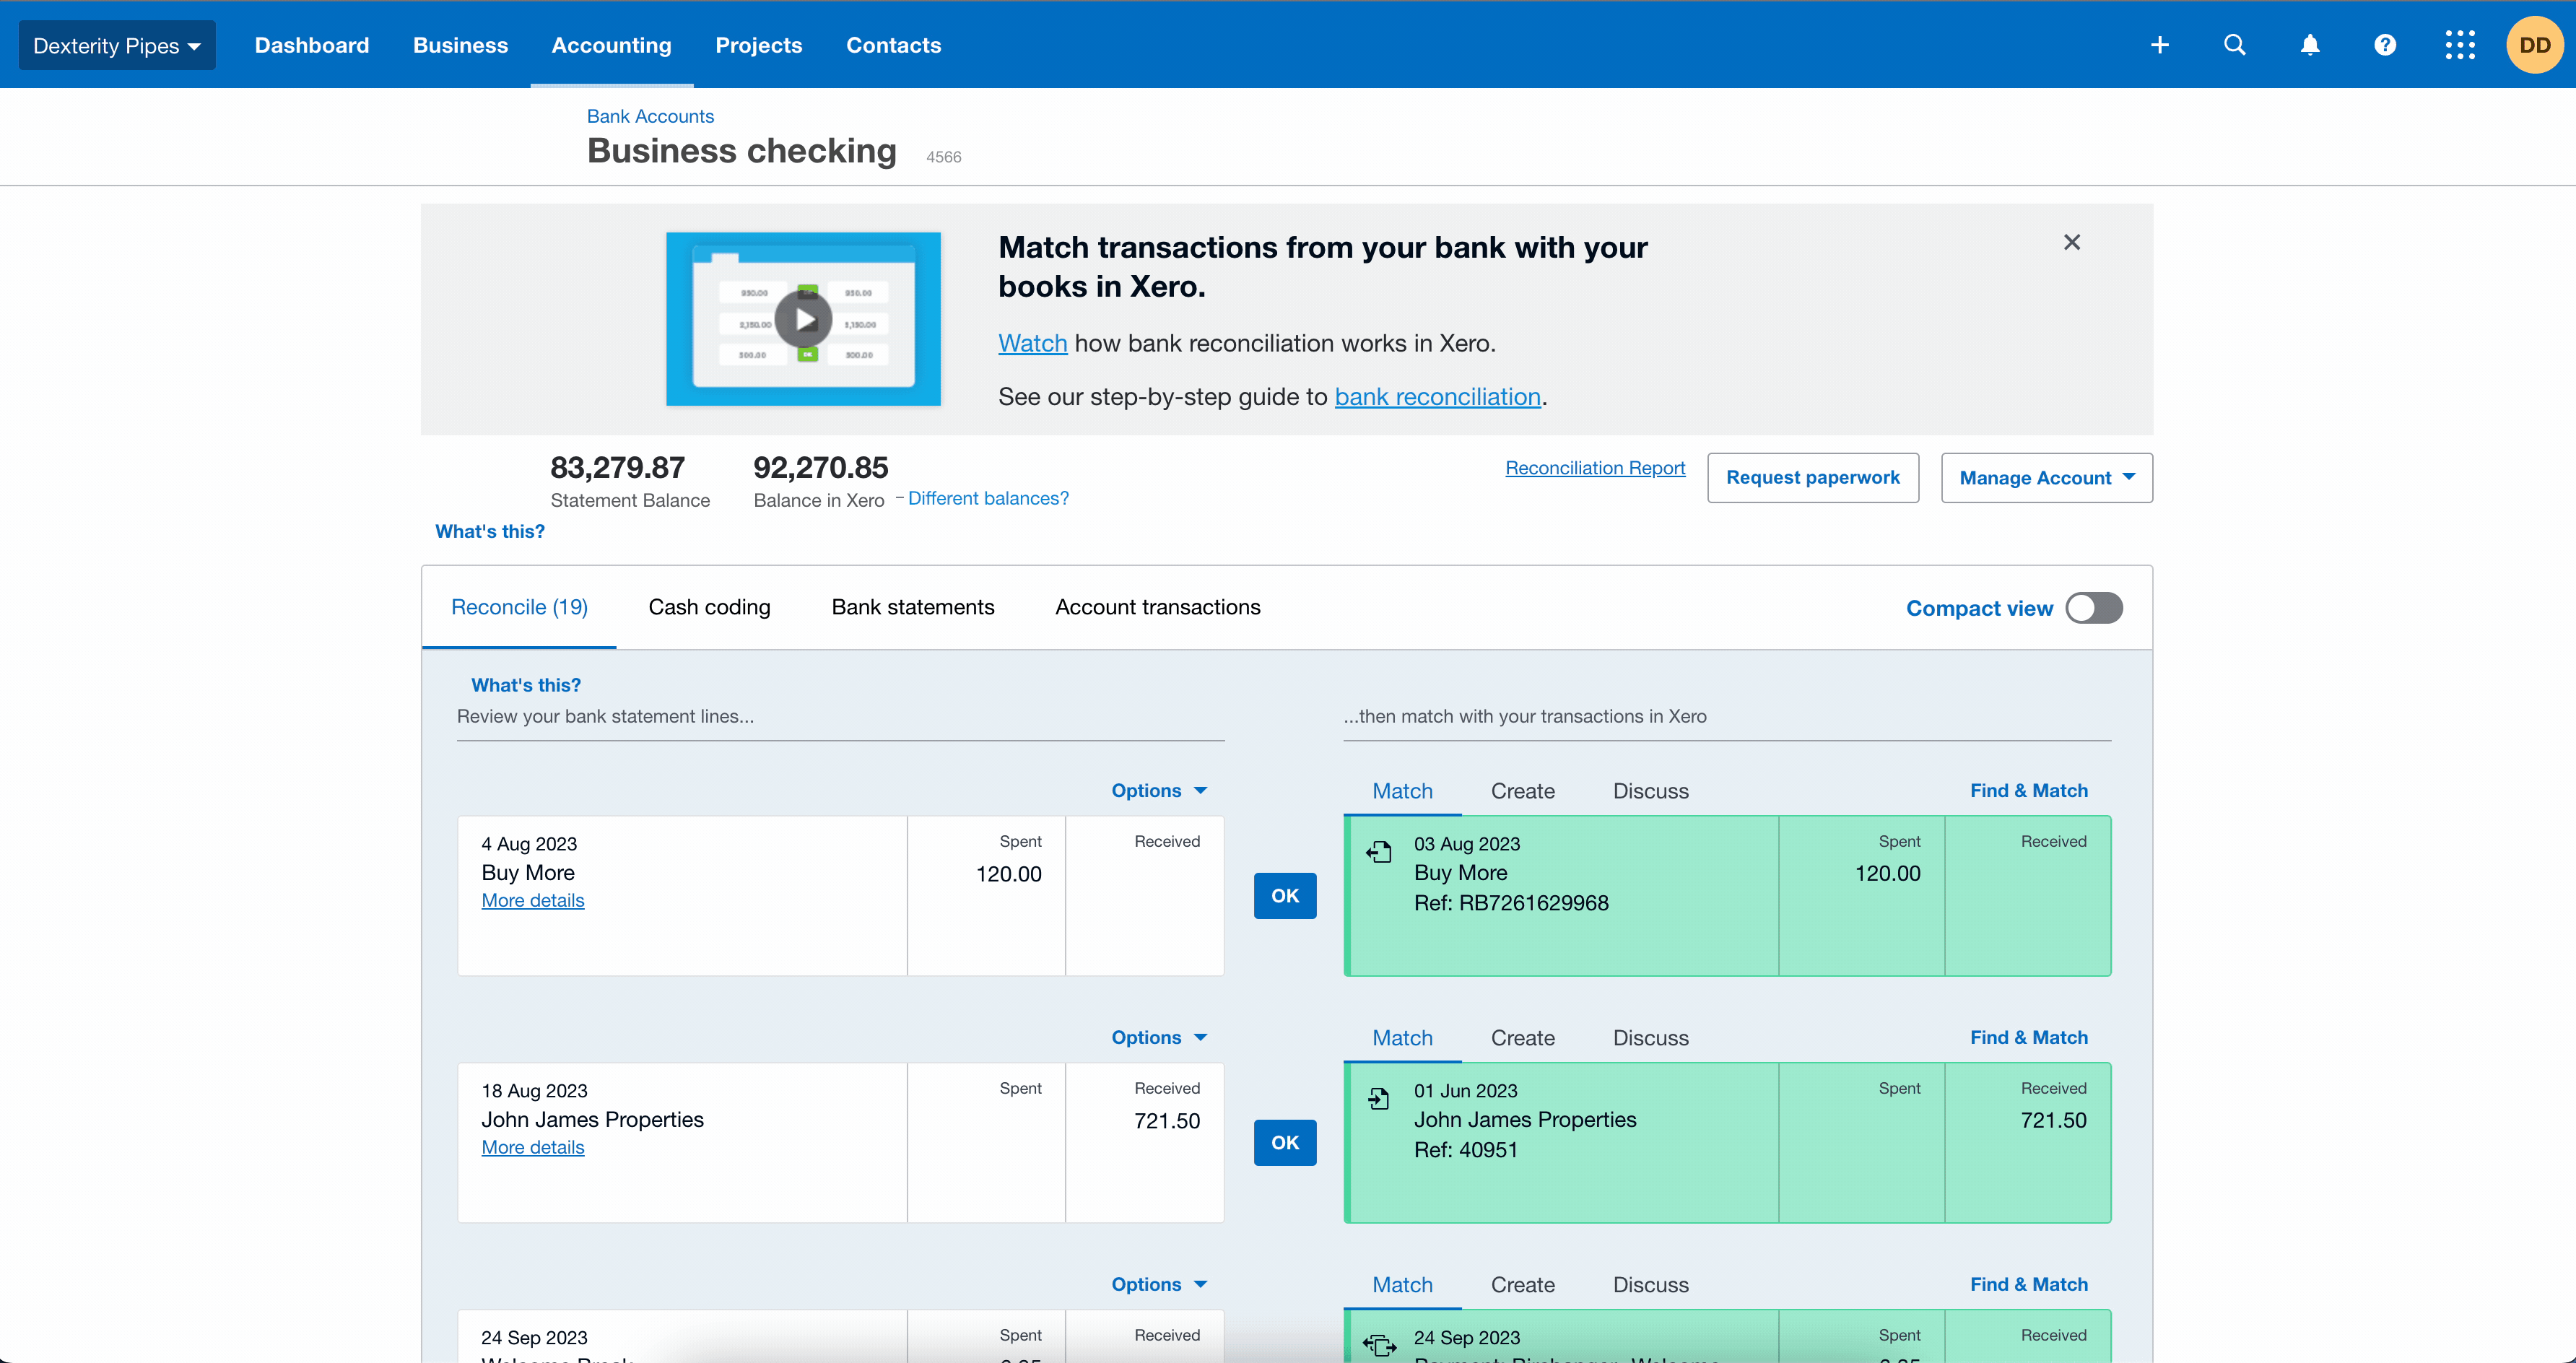 Dexterity Pipes
Dashboard
Business
Accounting
Projects
Contacts
DD
Bank Accounts
Business checking 4566
Match transactions from your bank with your
books in Xero.
Watch how bank reconciliation works in Xero.
See our step-by-step guide to bank reconciliation.
83,279.87
Statement Balance
92,270.85
Balance in Xero - Different balances?
What's this?
Reconciliation Report
Request paperwork
Manage Account
Reconcile (19)
Cash coding
Bank statements
Account transactions
Compact view
What's this?
Review your bank statement lines...
...then match with your transactions in Xero
Options
Match
Create
Discuss
Find & Match
4 Aug 2023
Buy More
More details
Spent
120.00
Received
OK
03 Aug 2023
Buy More
Ref: RB7261629968
Spent
120.00
Received
Options
Match
Create
Discuss
Find & Match
18 Aug 2023
John James Properties
More details
Spent
Received
721.50
OK
01 Jun 2023
John James Properties
Ref: 40951
Spent
Received
721.50
Options
Match
Create
Discuss
Find & Match
24 Sep 2023
Spent
Received
24 Sep 2023
Spent
Received